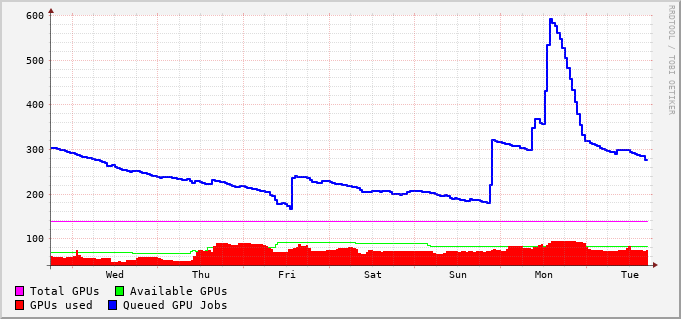 600
500
400
300
200
100
Wed Thu Fri Sat Sun Mon Tue
Total GPUs Available GPUs
GPUs used Queued GPU Jobs
RRDTOOL / TOBI OETIKER